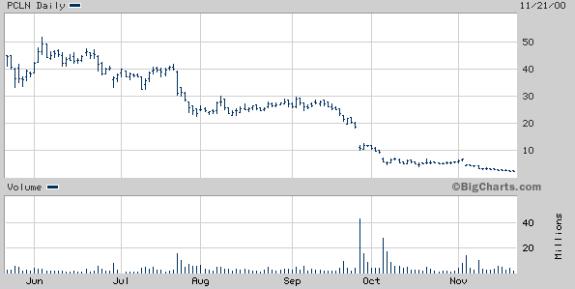 PCLN Daily 11/21/00
50
40
30
20
10
Volume ©BigCharts.com
40
20
Millions
Jun Jul Aug Sep Oct Nov